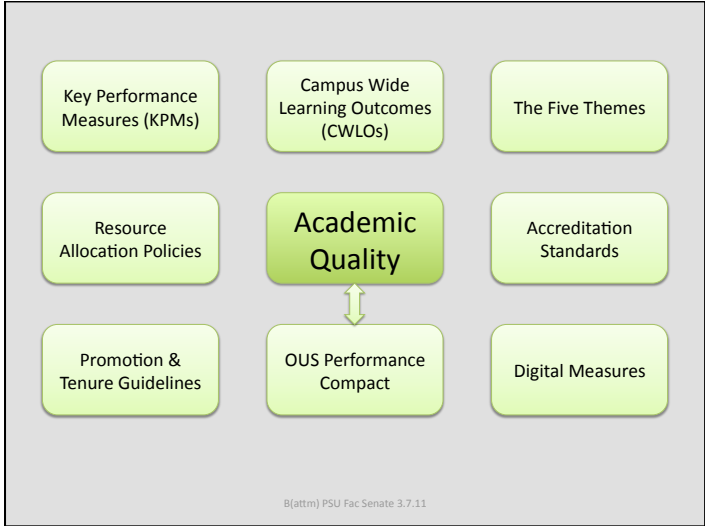 Key Performance
Measures (KPMs)
Campus Wide
Learning Outcomes
(CWLOs)
The Five Themes
Resource
Allocation Policies
Academic
Quality
Accreditation
Standards
Promotion &
Tenure Guidelines
OUS Performance
Compact
Digital Measures
B(attm) PSU Fac Senate 3.7.11